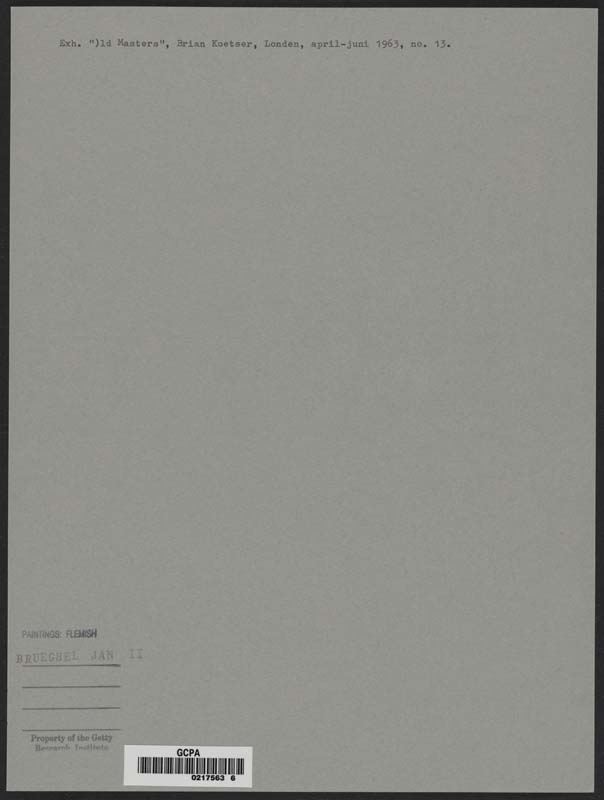 Exh. ")ld Masters", Brian Koetser, Londen, april-juni 1963, no. 13.
PAINTINGS: FLEMISH
BRUEGHEL JAN II
Property of the Getty
Research Institute
GCPA
0217563 6